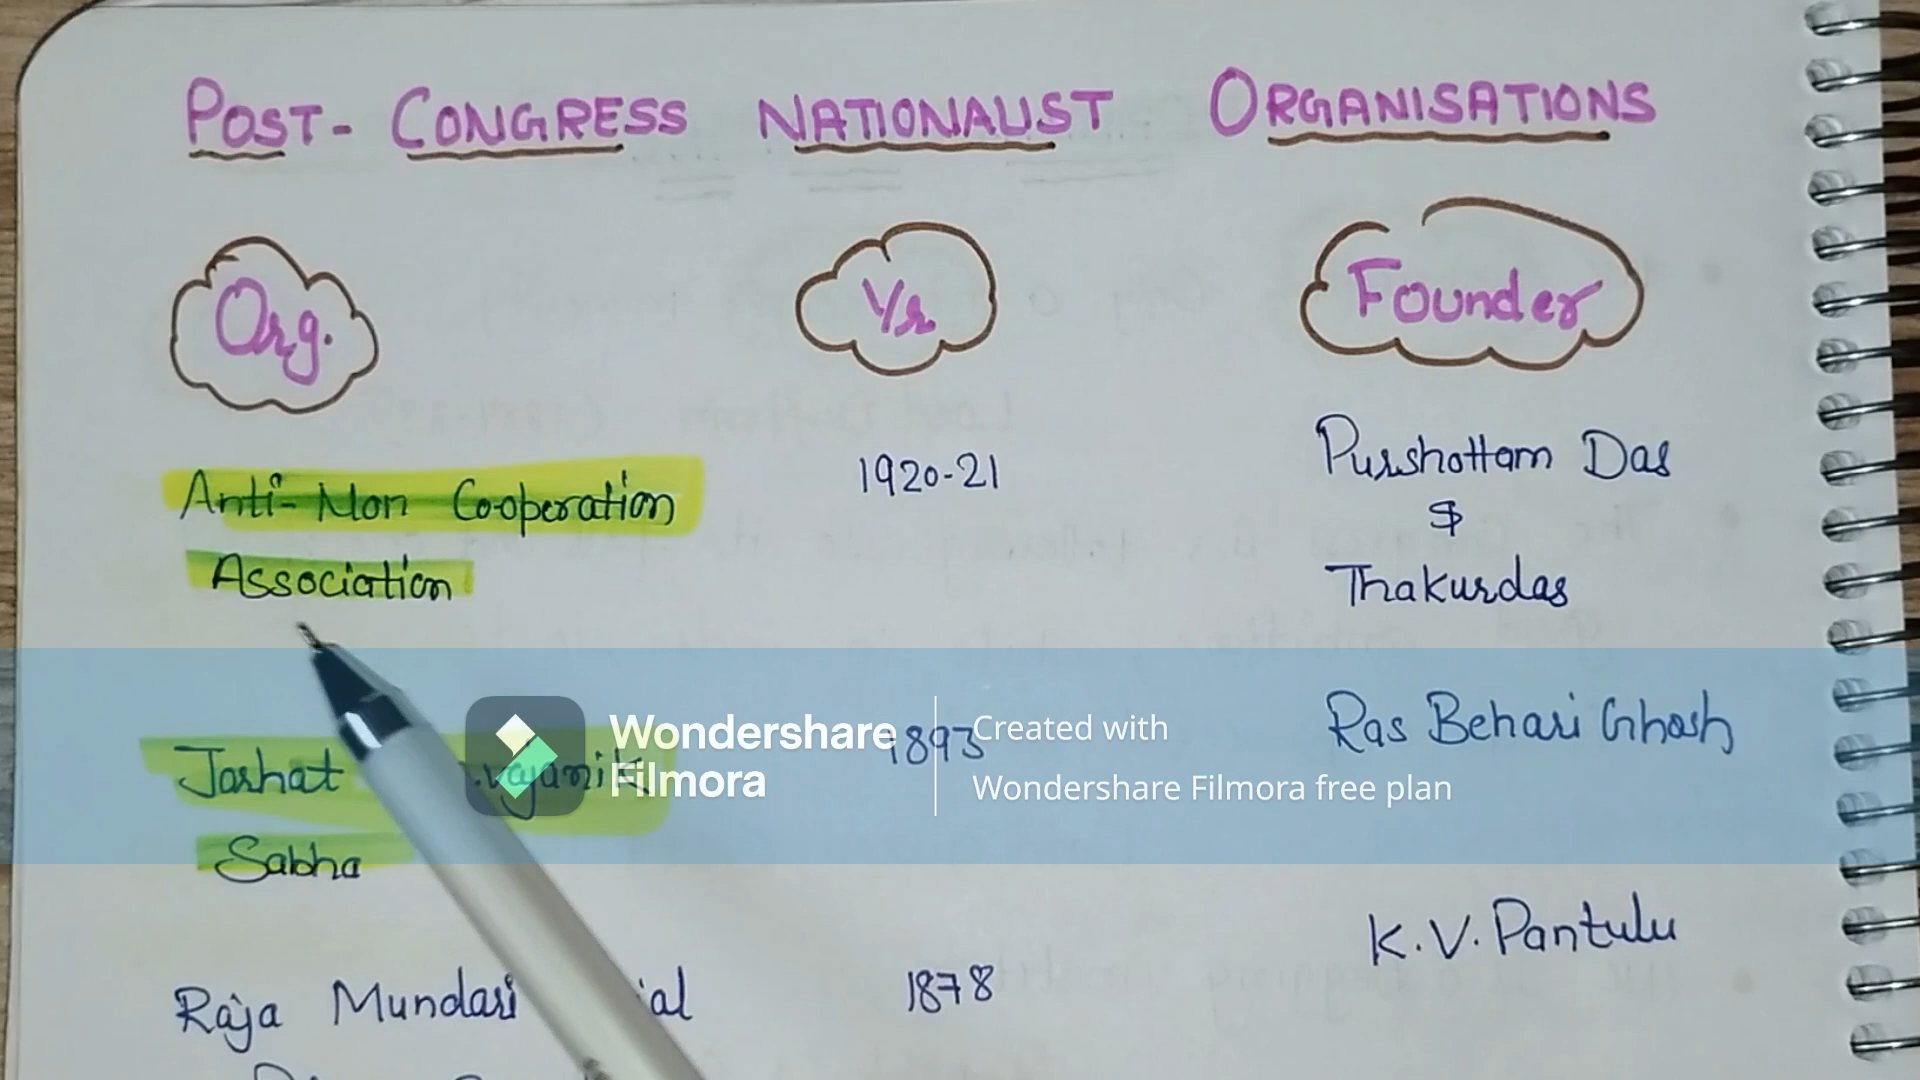 POST- CONGRESS NATIONALIST ORGANISATIONS
Org. Yr Founder
Anti-Non Cooperation 1920-21 Purshottam Das
&
Association Thakurdas
Wondershare Filmora
Created with
Wondershare Filmora free plan
Jashat 1893 Ras Behari Ghosh
Sabha
K.V. Pantulu
Raja Mundari 1878